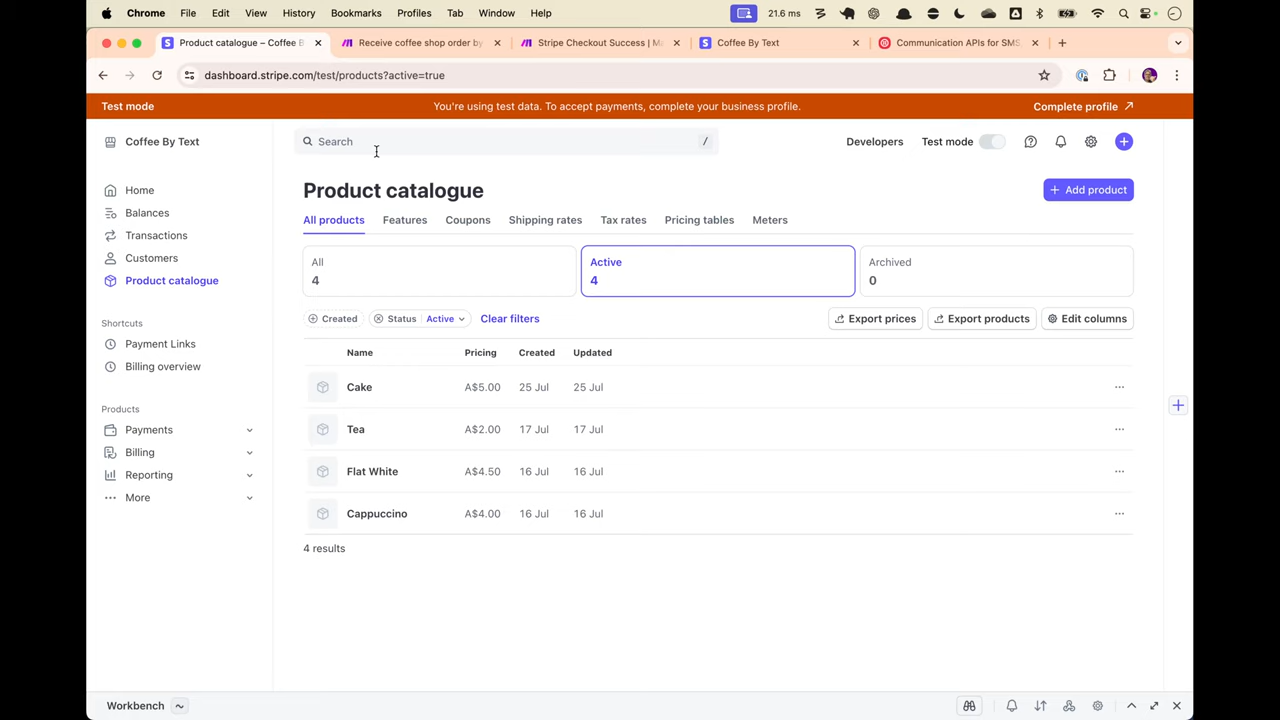 Chrome File Edit View History Bookmarks Profiles Tab Window Help 21.6 ms
Product catalogue – Coffee B Receive coffee shop order by Stripe Checkout Success | M Coffee By Text Communication APIs for SMS
dashboard.stripe.com/test/products?active=true
Test mode You're using test data. To accept payments, complete your business profile. Complete profile
Coffee By Text Search / Developers Test mode
Home
Balances
Transactions
Customers
Product catalogue
Shortcuts
Payment Links
Billing overview
Products
Payments
Billing
Reporting
More
Product catalogue Add product
All products Features Coupons Shipping rates Tax rates Pricing tables Meters
All Active Archived
4 4 0
Created Status Active Clear filters Export prices Export products Edit columns
Name Pricing Created Updated
Cake A$5.00 25 Jul 25 Jul
Tea A$2.00 17 Jul 17 Jul
Flat White A$4.50 16 Jul 16 Jul
Cappuccino A$4.00 16 Jul 16 Jul
4 results
Workbench